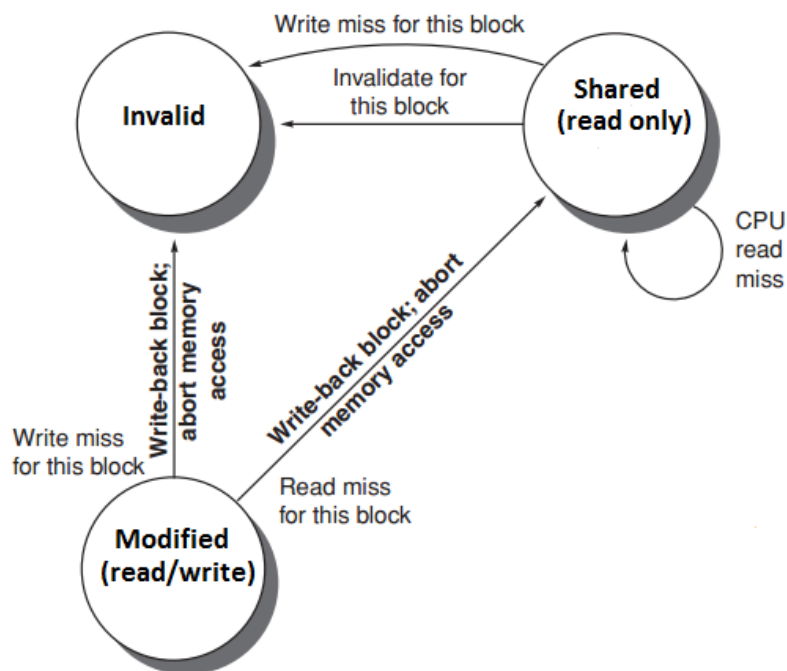 Write miss for this block
Invalidate for
this block
Invalid
Shared
(read only)
CPU
read
miss
Write-back block;
abort memory
access
Write-back block; abort
memory access
Write miss
for this block
Read miss
for this block
Modified
(read/write)